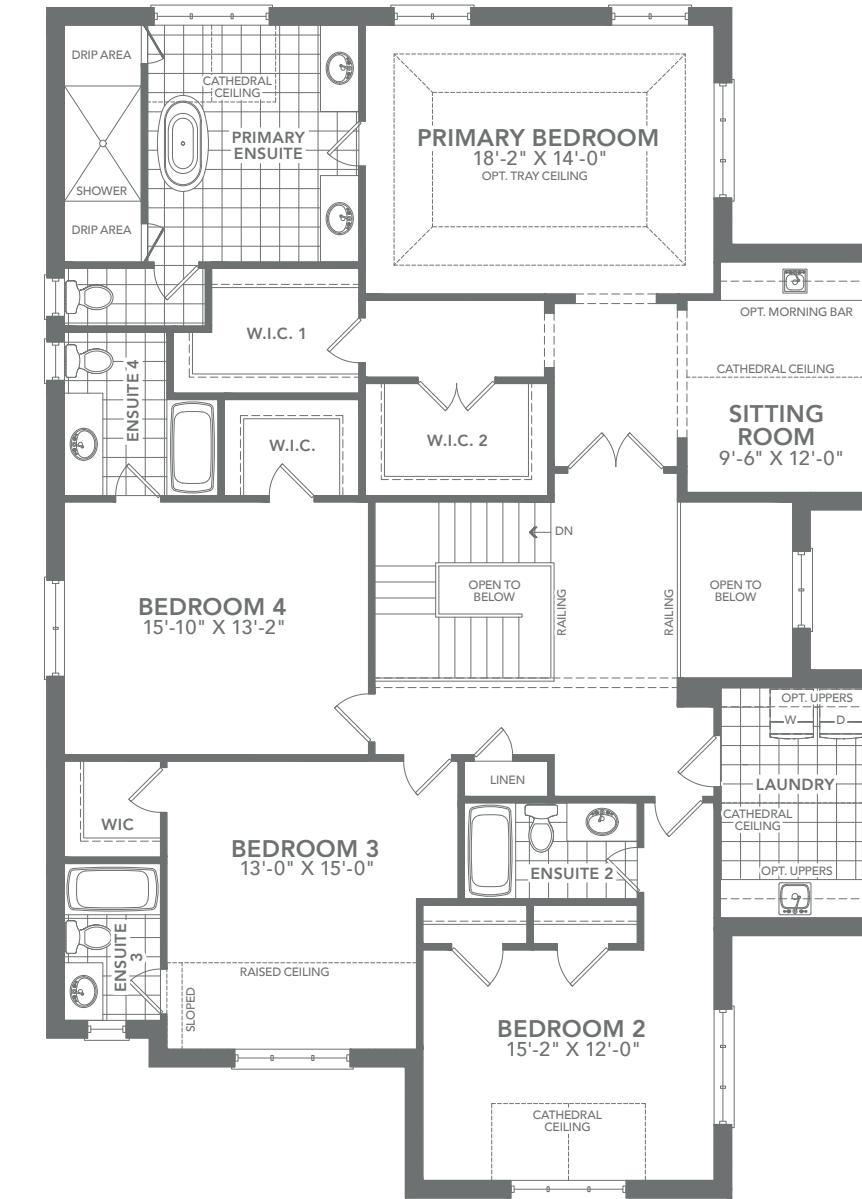 DRIP AREA
CATHEDRAL
CEILING
PRIMARY
ENSUITE
SHOWER
DRIP AREA
PRIMARY BEDROOM
18'-2" X 14'-0"
OPT. TRAY CEILING
OPT. MORNING BAR
CATHEDRAL CEILING
SITTING
ROOM
9'-6" X 12'-0"
W.I.C. 1
ENSUITE 4
W.I.C.
W.I.C. 2
DN
OPEN TO
BELOW
RAILING
RAILING
OPEN TO
BELOW
BEDROOM 4
15'-10" X 13'-2"
OPT. UPPERS
W
D
LAUNDRY
CATHEDRAL
CEILING
OPT. UPPERS
LINEN
WIC
BEDROOM 3
13'-0" X 15'-0"
ENSUITE 2
ENSUITE
3
RAISED CEILING
SLOPED
BEDROOM 2
15'-2" X 12'-0"
CATHEDRAL
CEILING